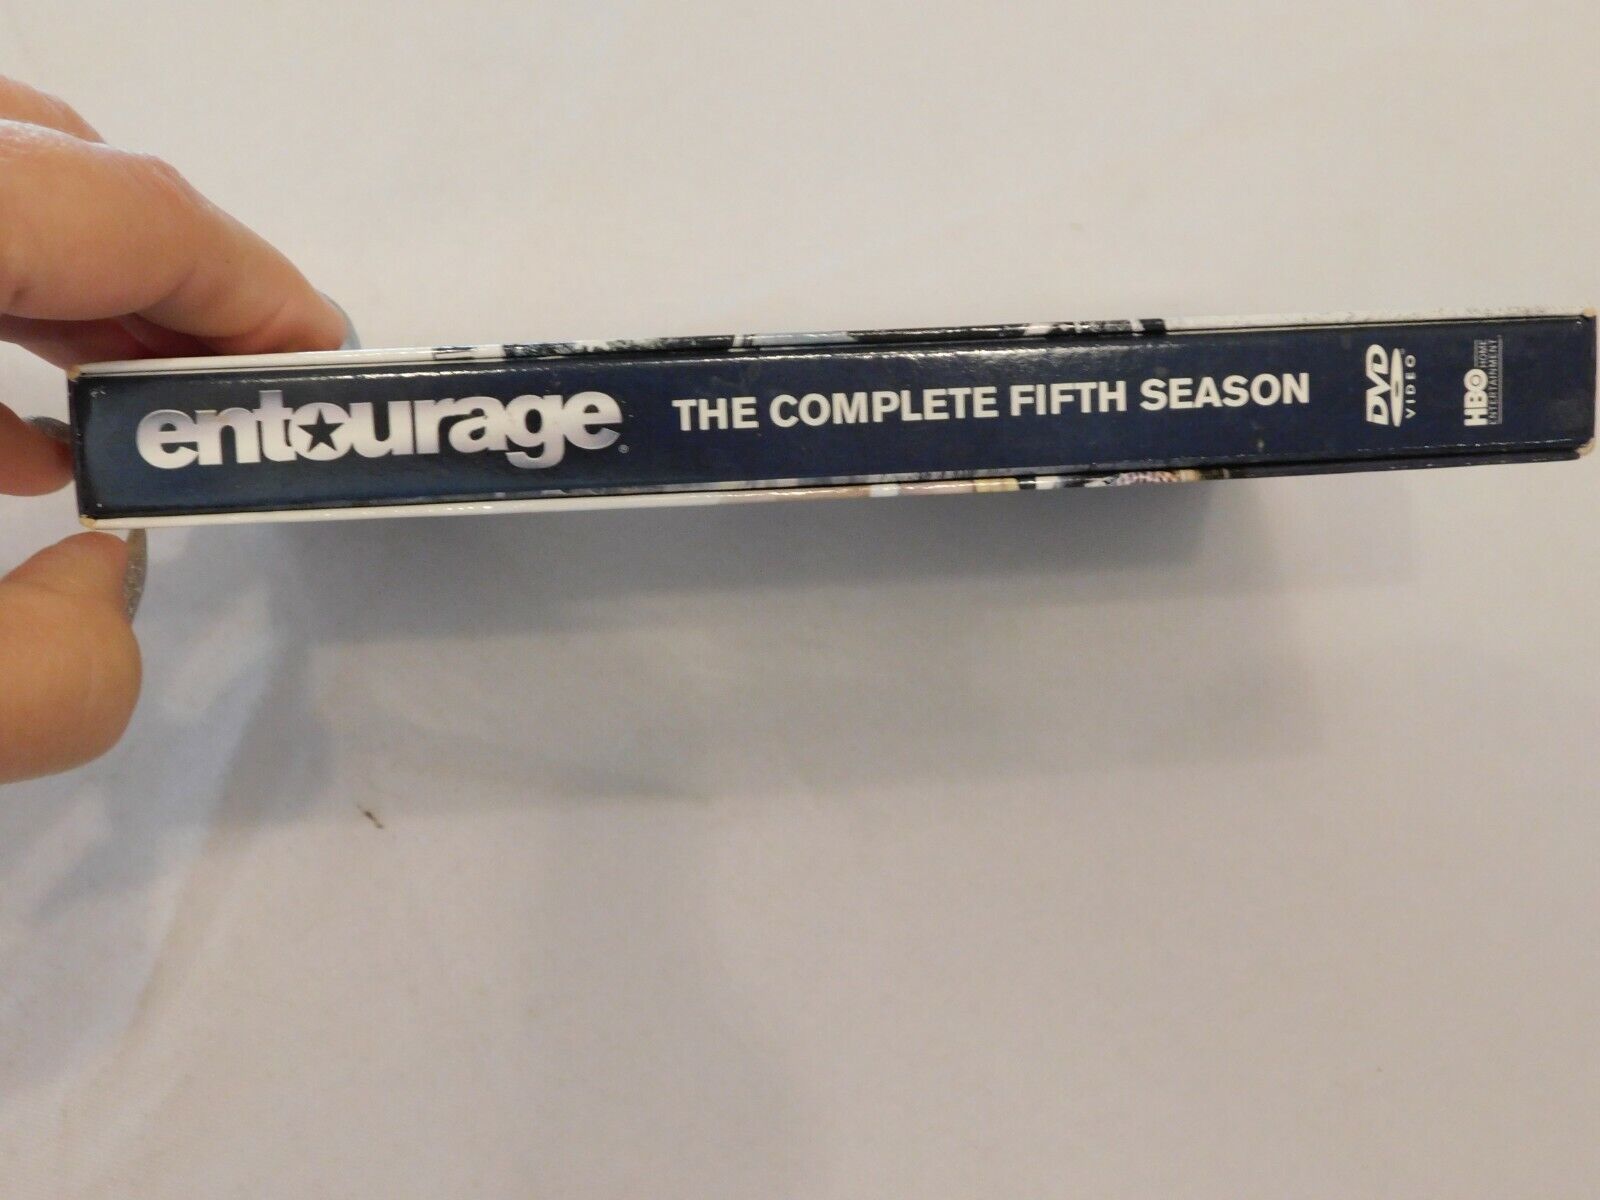 entourage®
THE COMPLETE FIFTH SEASON
DVD
VIDEO
HBO HOME
ENTERTAINMENT